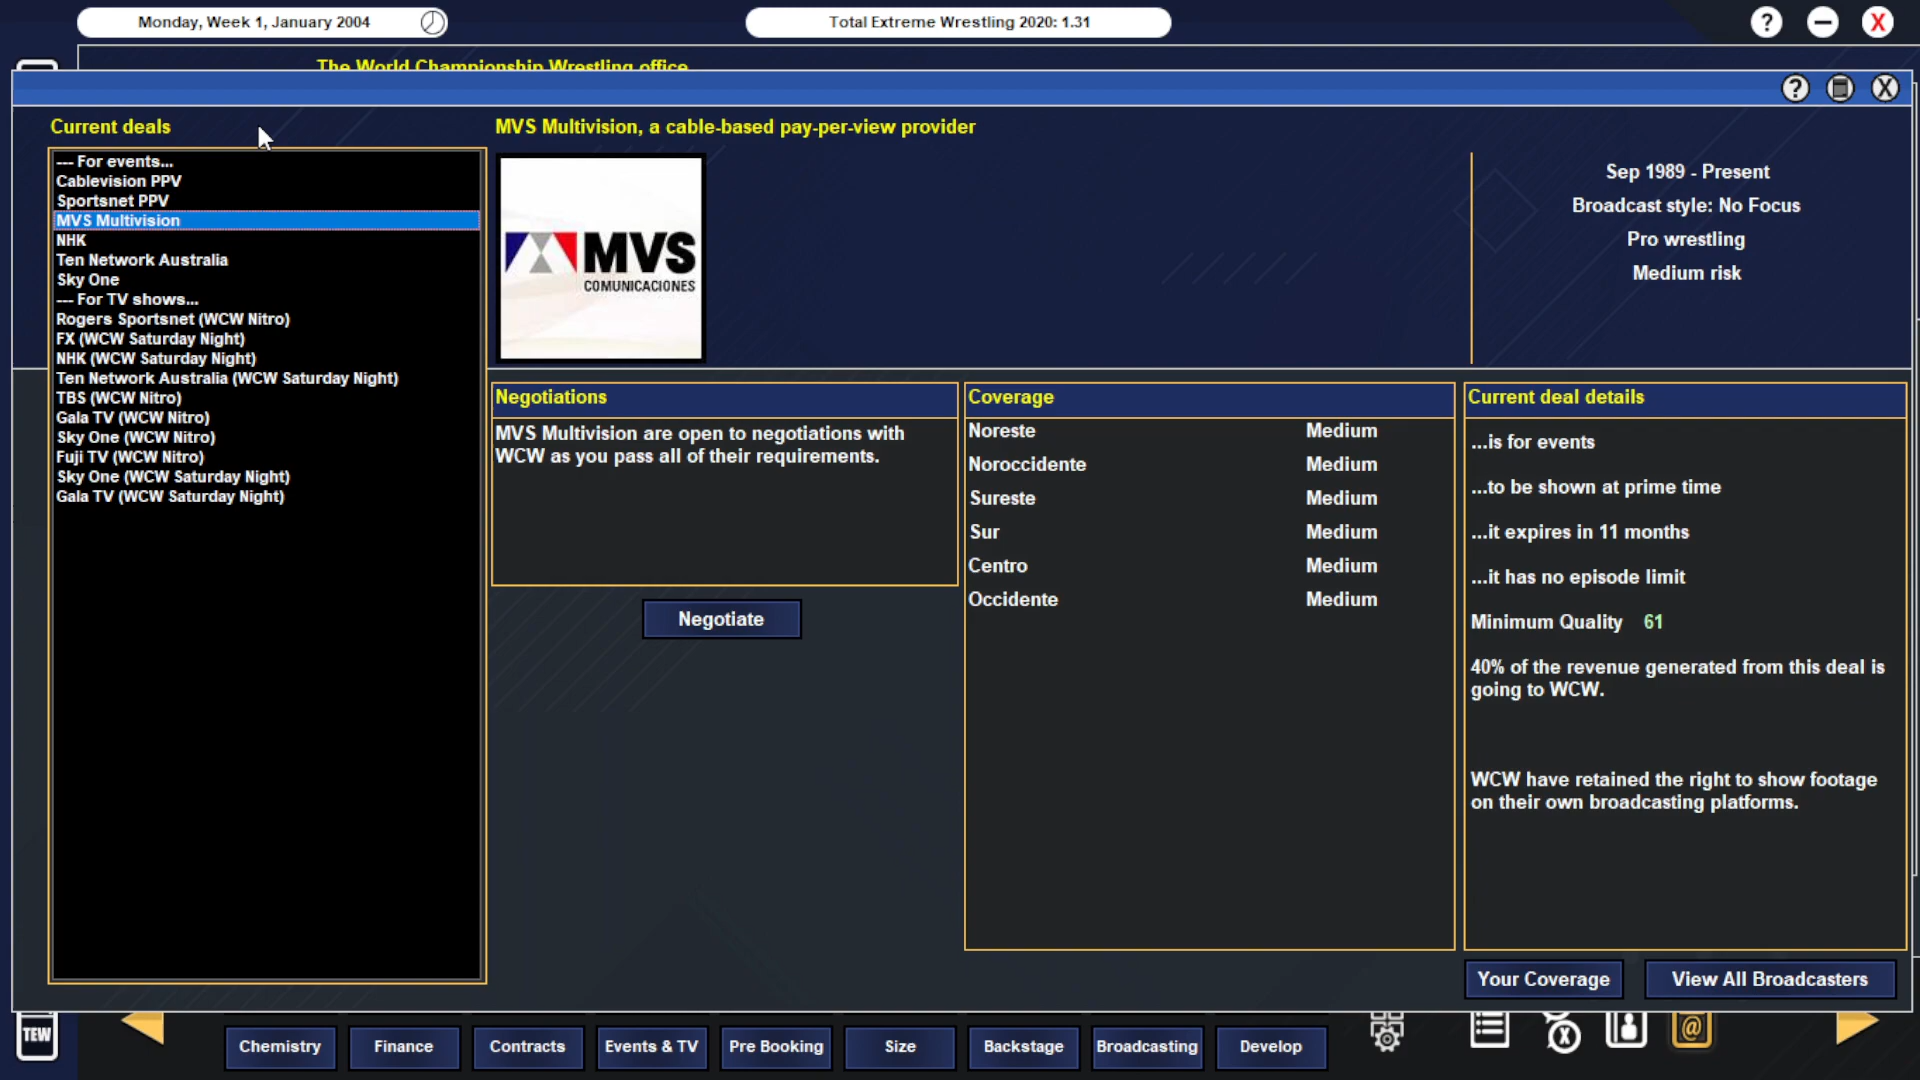 Monday, Week 1, January 2004
Total Extreme Wrestling 2020: 1.31
?
X
The World Championship Wrestling office
?
X
Current deals
MVS Multivision, a cable-based pay-per-view provider
--- For events...
Cablevision PPV
Sportsnet PPV
MVS Multivision
NHK
Ten Network Australia
Sky One
--- For TV shows...
Rogers Sportsnet (WCW Nitro)
FX (WCW Saturday Night)
NHK (WCW Saturday Night)
Ten Network Australia (WCW Saturday Night)
TBS (WCW Nitro)
Gala TV (WCW Nitro)
Sky One (WCW Nitro)
Fuji TV (WCW Nitro)
Sky One (WCW Saturday Night)
Gala TV (WCW Saturday Night)
MVS
COMUNICACIONES
Sep 1989 - Present
Broadcast style: No Focus
Pro wrestling
Medium risk
Negotiations
MVS Multivision are open to negotiations with
WCW as you pass all of their requirements.
Negotiate
Coverage
Noreste Medium
Noroccidente Medium
Sureste Medium
Sur Medium
Centro Medium
Occidente Medium
Current deal details
...is for events
...to be shown at prime time
...it expires in 11 months
...it has no episode limit
Minimum Quality 61
40% of the revenue generated from this deal is
going to WCW.
WCW have retained the right to show footage
on their own broadcasting platforms.
Your Coverage
View All Broadcasters
TEW
Chemistry
Finance
Contracts
Events & TV
Pre Booking
Size
Backstage
Broadcasting
Develop
X
@